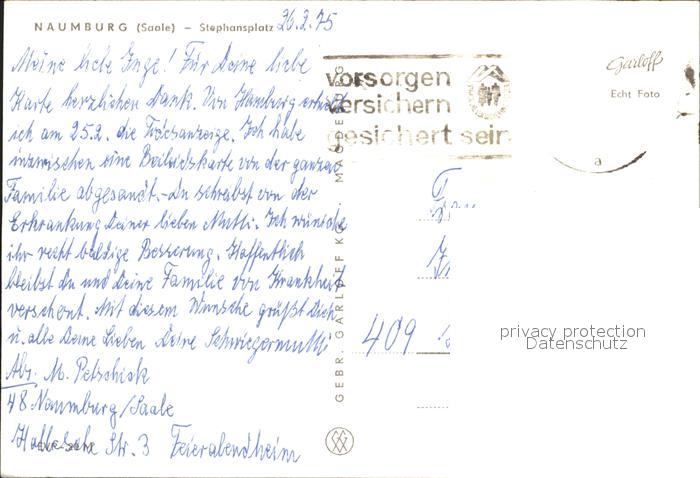 NAUMBURG (Saale) - Stephansplatz 26.2.75
Meine liebe Inge! Für Deine liebe
Karte herzlichen Dank. Von Hamburg erhielt
ich am 25.2. die Todesanzeige. Ich habe
inzwischen eine Beileidskarte von der ganzen
Familie abgesandt. - Du schreibst von der
Erkrankung Deiner lieben Mutti. Ich wünsche
ihr recht baldige Besserung. Hoffentlich
bleibst Du und Deine Familie von Krankheit
verschont. Mit diesem Wunsche grüßt Dich
u. alle Deine Lieben Deine Schwiegermutti
Abs. M. Petschick
48 Naumburg/Saale
Hallesche Str. 3 Feierabendheim
GEBR. GARLOFF KG. MAGDEBURG
vorsorgen
versichern
gesichert sein
Garloff
Echt Foto
a
Frau
409
privacy protection
Datenschutz